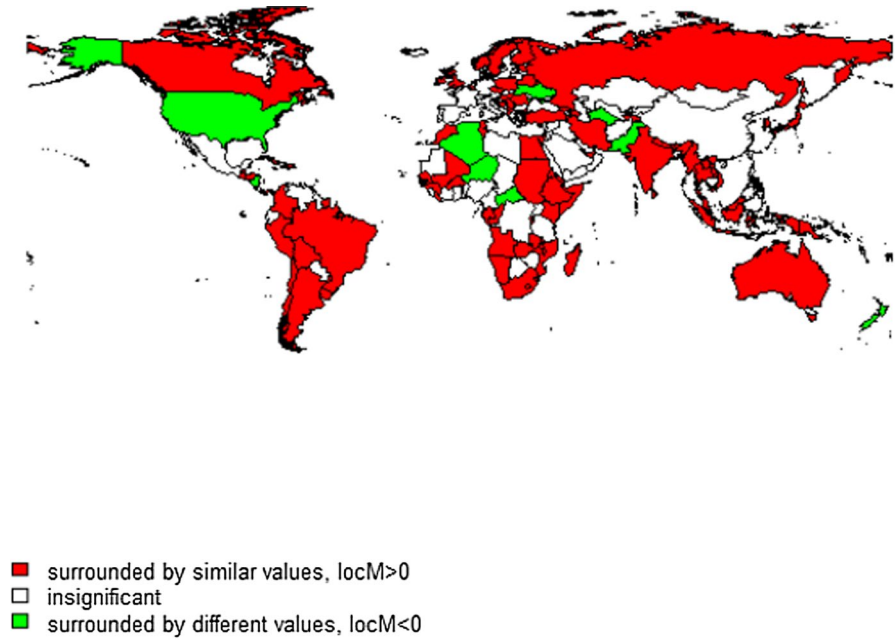 surrounded by similar values, locM>0
insignificant
surrounded by different values, locM<0